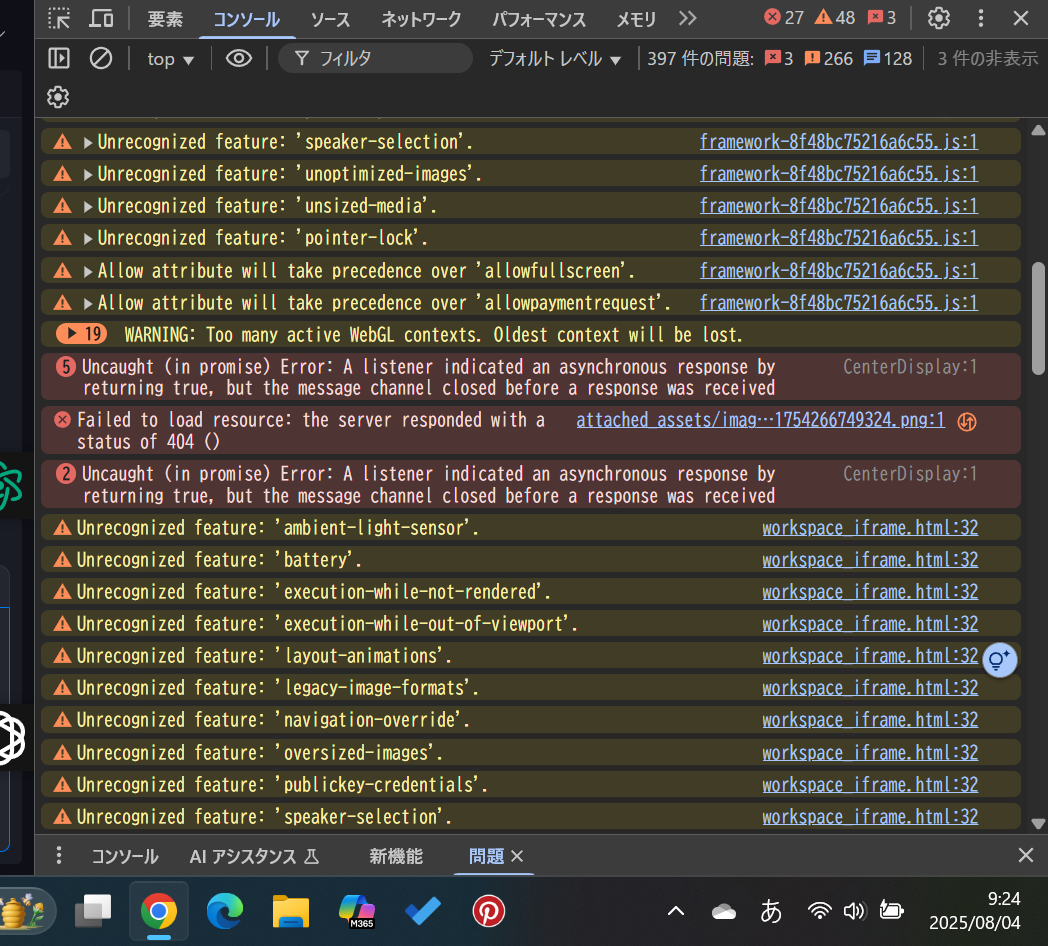 要素 コンソール ソース ネットワーク パフォーマンス メモリ 27 48 3
top フィルタ デフォルト レベル 397 件の問題: 3 266 128 3 件の非表示
Unrecognized feature: 'speaker-selection'. framework-8f48bc75216a6c55.js:1
Unrecognized feature: 'unoptimized-images'. framework-8f48bc75216a6c55.js:1
Unrecognized feature: 'unsized-media'. framework-8f48bc75216a6c55.js:1
Unrecognized feature: 'pointer-lock'. framework-8f48bc75216a6c55.js:1
Allow attribute will take precedence over 'allowfullscreen'. framework-8f48bc75216a6c55.js:1
Allow attribute will take precedence over 'allowpaymentrequest'. framework-8f48bc75216a6c55.js:1
19 WARNING: Too many active WebGL contexts. Oldest context will be lost.
5 Uncaught (in promise) Error: A listener indicated an asynchronous response by CenterDisplay:1
returning true, but the message channel closed before a response was received
Failed to load resource: the server responded with a attached_assets/imag…1754266749324.png:1
status of 404 ()
2 Uncaught (in promise) Error: A listener indicated an asynchronous response by CenterDisplay:1
returning true, but the message channel closed before a response was received
Unrecognized feature: 'ambient-light-sensor'. workspace_iframe.html:32
Unrecognized feature: 'battery'. workspace_iframe.html:32
Unrecognized feature: 'execution-while-not-rendered'. workspace_iframe.html:32
Unrecognized feature: 'execution-while-out-of-viewport'. workspace_iframe.html:32
Unrecognized feature: 'layout-animations'. workspace_iframe.html:32
Unrecognized feature: 'legacy-image-formats'. workspace_iframe.html:32
Unrecognized feature: 'navigation-override'. workspace_iframe.html:32
Unrecognized feature: 'oversized-images'. workspace_iframe.html:32
Unrecognized feature: 'publickey-credentials'. workspace_iframe.html:32
Unrecognized feature: 'speaker-selection'. workspace_iframe.html:32
コンソール AI アシスタンス 新機能 問題
M365 あ 9:24
2025/08/04